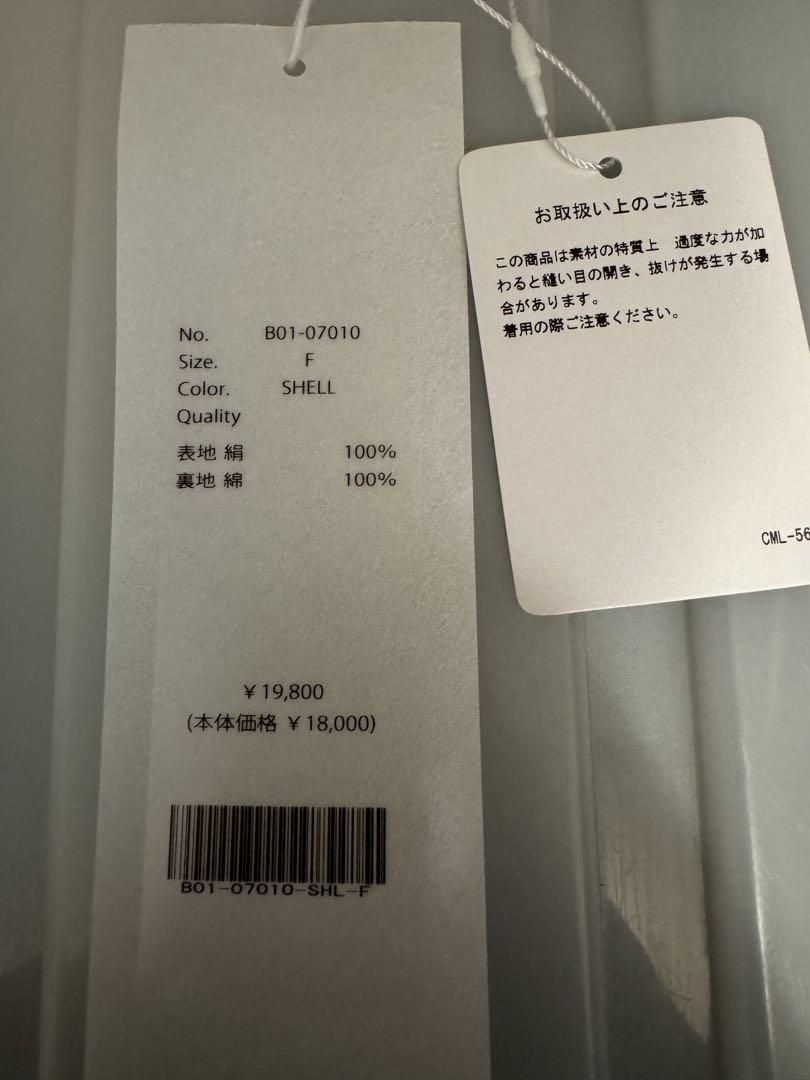 No. B01-07010
Size. F
Color. SHELL
Quality
表地 絹 100%
裏地 綿 100%
¥19,800
(本体価格 ¥18,000)
B01-07010-SHL-F
お取扱い上のご注意
この商品は素材の特質上 過度な力が加
わると縫い目の開き、抜けが発生する場
合があります。
着用の際ご注意ください。
CML-56